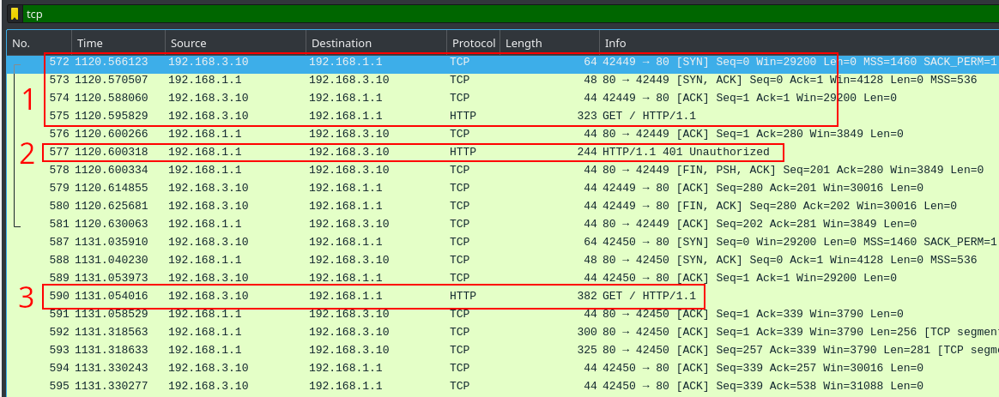 tcp
No. Time Source Destination Protocol Length Info
572 1120.566123 192.168.3.10 192.168.1.1 TCP 64 42449 → 80 [SYN] Seq=0 Win=29200 Len=0 MSS=1460 SACK_PERM=1
1 573 1120.570507 192.168.1.1 192.168.3.10 TCP 48 80 → 42449 [SYN, ACK] Seq=0 Ack=1 Win=4128 Len=0 MSS=536
574 1120.588060 192.168.3.10 192.168.1.1 TCP 44 42449 → 80 [ACK] Seq=1 Ack=1 Win=29200 Len=0
575 1120.595829 192.168.3.10 192.168.1.1 HTTP 323 GET / HTTP/1.1
576 1120.600266 192.168.1.1 192.168.3.10 TCP 44 80 → 42449 [ACK] Seq=1 Ack=280 Win=3849 Len=0
2 577 1120.600318 192.168.1.1 192.168.3.10 HTTP 244 HTTP/1.1 401 Unauthorized
578 1120.600334 192.168.1.1 192.168.3.10 TCP 44 80 → 42449 [FIN, PSH, ACK] Seq=201 Ack=280 Win=3849 Len=0
579 1120.614855 192.168.3.10 192.168.1.1 TCP 44 42449 → 80 [ACK] Seq=280 Ack=201 Win=30016 Len=0
580 1120.625681 192.168.3.10 192.168.1.1 TCP 44 42449 → 80 [FIN, ACK] Seq=280 Ack=202 Win=30016 Len=0
581 1120.630063 192.168.1.1 192.168.3.10 TCP 44 80 → 42449 [ACK] Seq=202 Ack=281 Win=3849 Len=0
587 1131.035910 192.168.3.10 192.168.1.1 TCP 64 42450 → 80 [SYN] Seq=0 Win=29200 Len=0 MSS=1460 SACK_PERM=1
588 1131.040230 192.168.1.1 192.168.3.10 TCP 48 80 → 42450 [SYN, ACK] Seq=0 Ack=1 Win=4128 Len=0 MSS=536
589 1131.053973 192.168.3.10 192.168.1.1 TCP 44 42450 → 80 [ACK] Seq=1 Ack=1 Win=29200 Len=0
3 590 1131.054016 192.168.3.10 192.168.1.1 HTTP 382 GET / HTTP/1.1
591 1131.058529 192.168.1.1 192.168.3.10 TCP 44 80 → 42450 [ACK] Seq=1 Ack=339 Win=3790 Len=0
592 1131.318563 192.168.1.1 192.168.3.10 TCP 300 80 → 42450 [ACK] Seq=1 Ack=339 Win=3790 Len=256 [TCP segmen
593 1131.318633 192.168.1.1 192.168.3.10 TCP 325 80 → 42450 [ACK] Seq=257 Ack=339 Win=3790 Len=281 [TCP segm
594 1131.330243 192.168.3.10 192.168.1.1 TCP 44 42450 → 80 [ACK] Seq=339 Ack=257 Win=30016 Len=0
595 1131.330277 192.168.3.10 192.168.1.1 TCP 44 42450 → 80 [ACK] Seq=339 Ack=538 Win=31088 Len=0